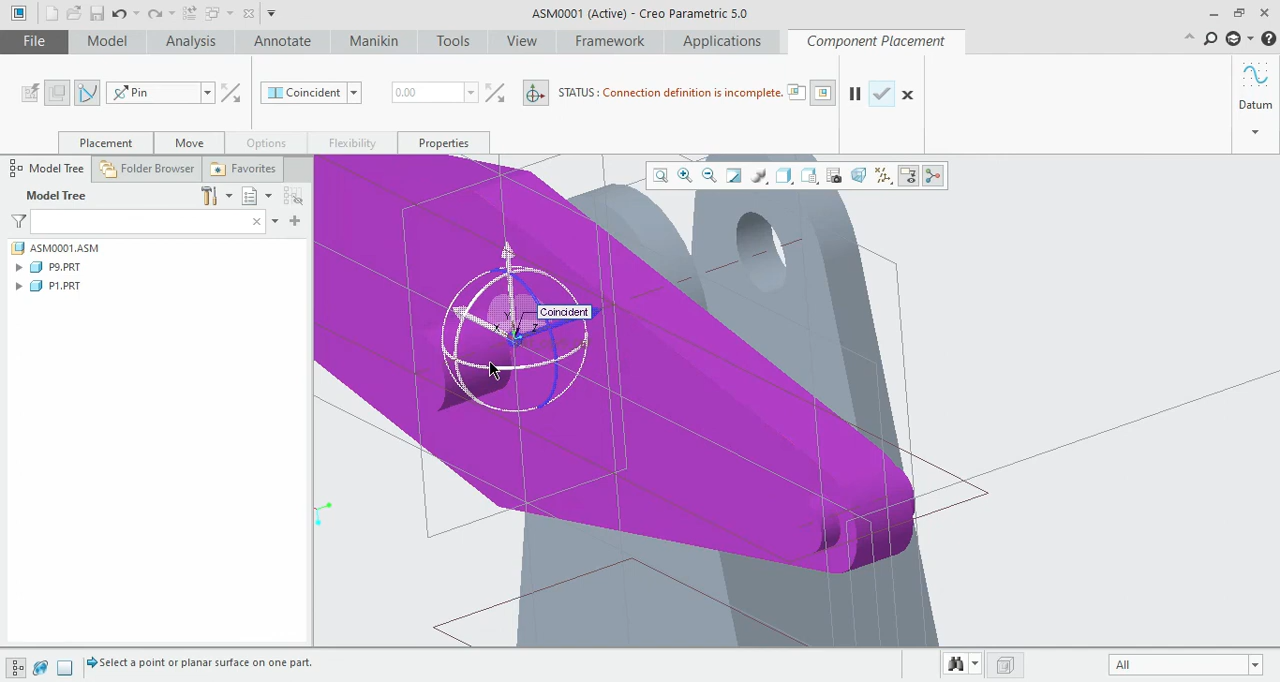 ASM0001 (Active) - Creo Parametric 5.0
File Model Analysis Annotate Manikin Tools View Framework Applications Component Placement
Pin Coincident 0.00 STATUS : Connection definition is incomplete. Datum
Placement Move Options Flexibility Properties
Model Tree Folder Browser Favorites
Model Tree
ASM0001.ASM
P9.PRT
P1.PRT
Coincident
Y
X Z
Select a point or planar surface on one part. All